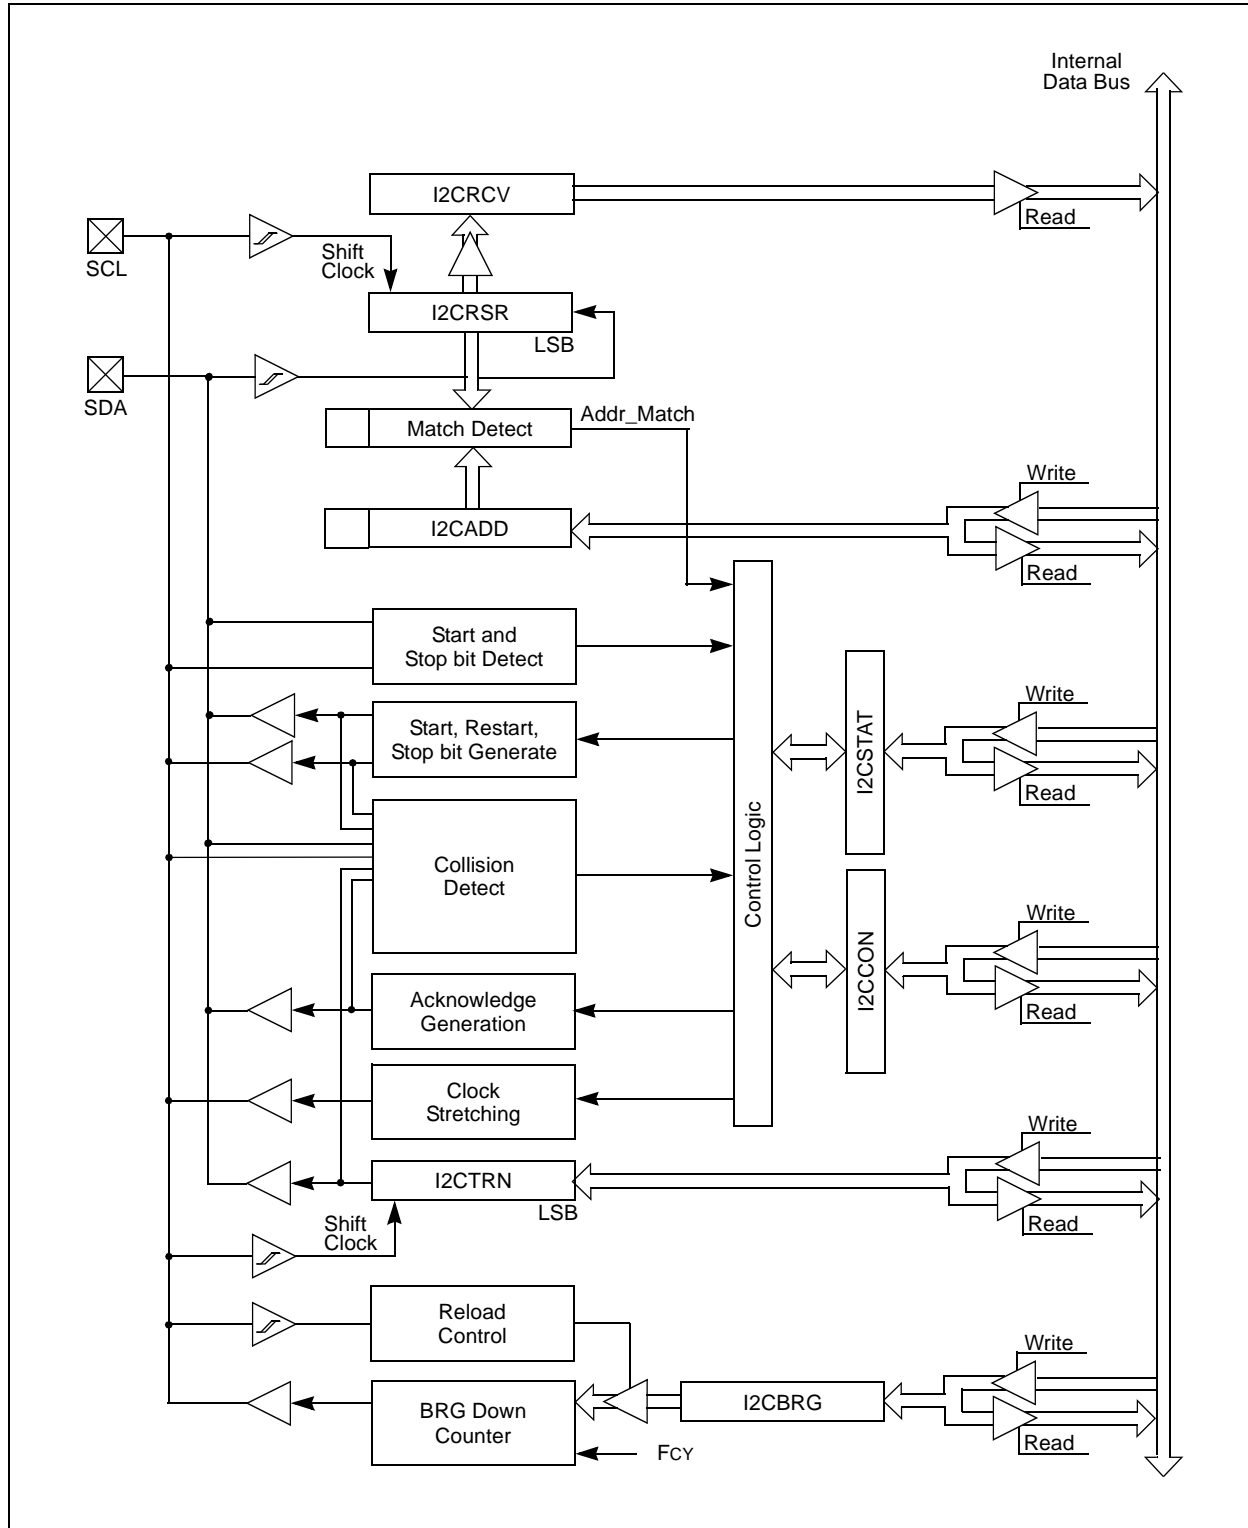 Internal
Data Bus
I2CRCV
Read
SCL
Shift
Clock
I2CRSR
LSB
SDA
Addr_Match
Match Detect
Write
I2CADD
Read
Start and
Stop bit Detect
Write
Start, Restart,
Stop bit Generate
I2CSTAT
Read
Control Logic
Collision
Detect
Write
I2CCON
Acknowledge
Generation
Read
Clock
Stretching
Write
I2CTRN
LSB
Read
Shift
Clock
Reload
Control
Write
I2CBRG
BRG Down
Counter
Read
FCY